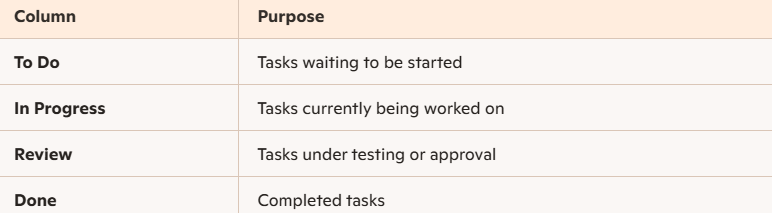 Column Purpose
To Do Tasks waiting to be started
In Progress Tasks currently being worked on
Review Tasks under testing or approval
Done Completed tasks